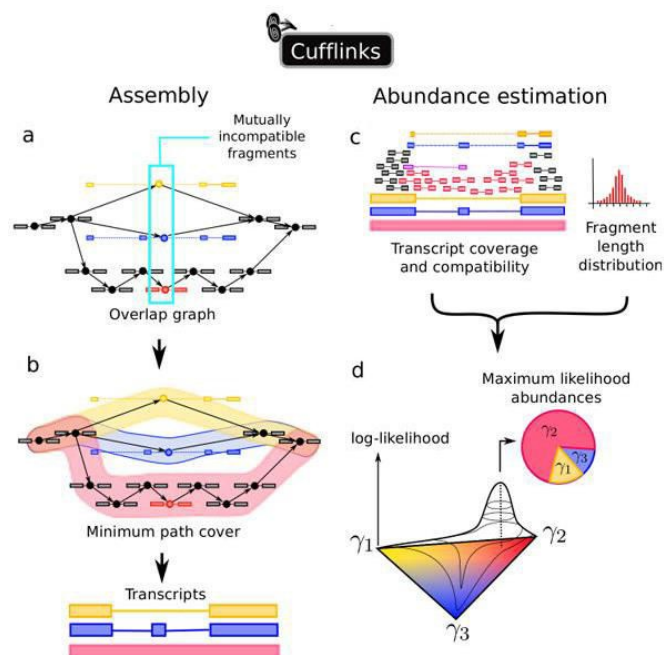 Cufflinks
Assembly
Abundance estimation
a
Mutually
incompatible
fragments
Overlap graph
b
Minimum path cover
Transcripts
c
Transcript coverage
and compatibility
Fragment
length
distribution
d
Maximum likelihood
abundances
log-likelihood
γ2
γ3
γ1
γ1
γ2
γ3